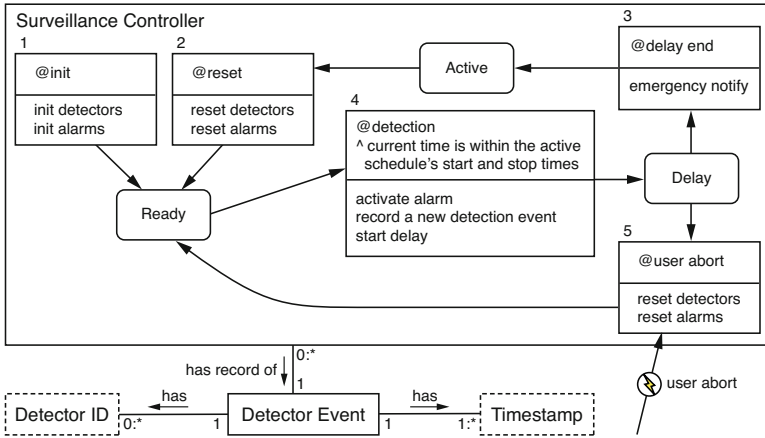 Surveillance Controller
1
@init
init detectors
init alarms
2
@reset
reset detectors
reset alarms
Active
3
@delay end
emergency notify
4
@detection
^ current time is within the active
schedule's start and stop times
activate alarm
record a new detection event
start delay
Ready
Delay
5
@user abort
reset detectors
reset alarms
user abort
0:*
has record of
1
Detector ID
has
0:*
1
Detector Event
1
has
1:*
Timestamp